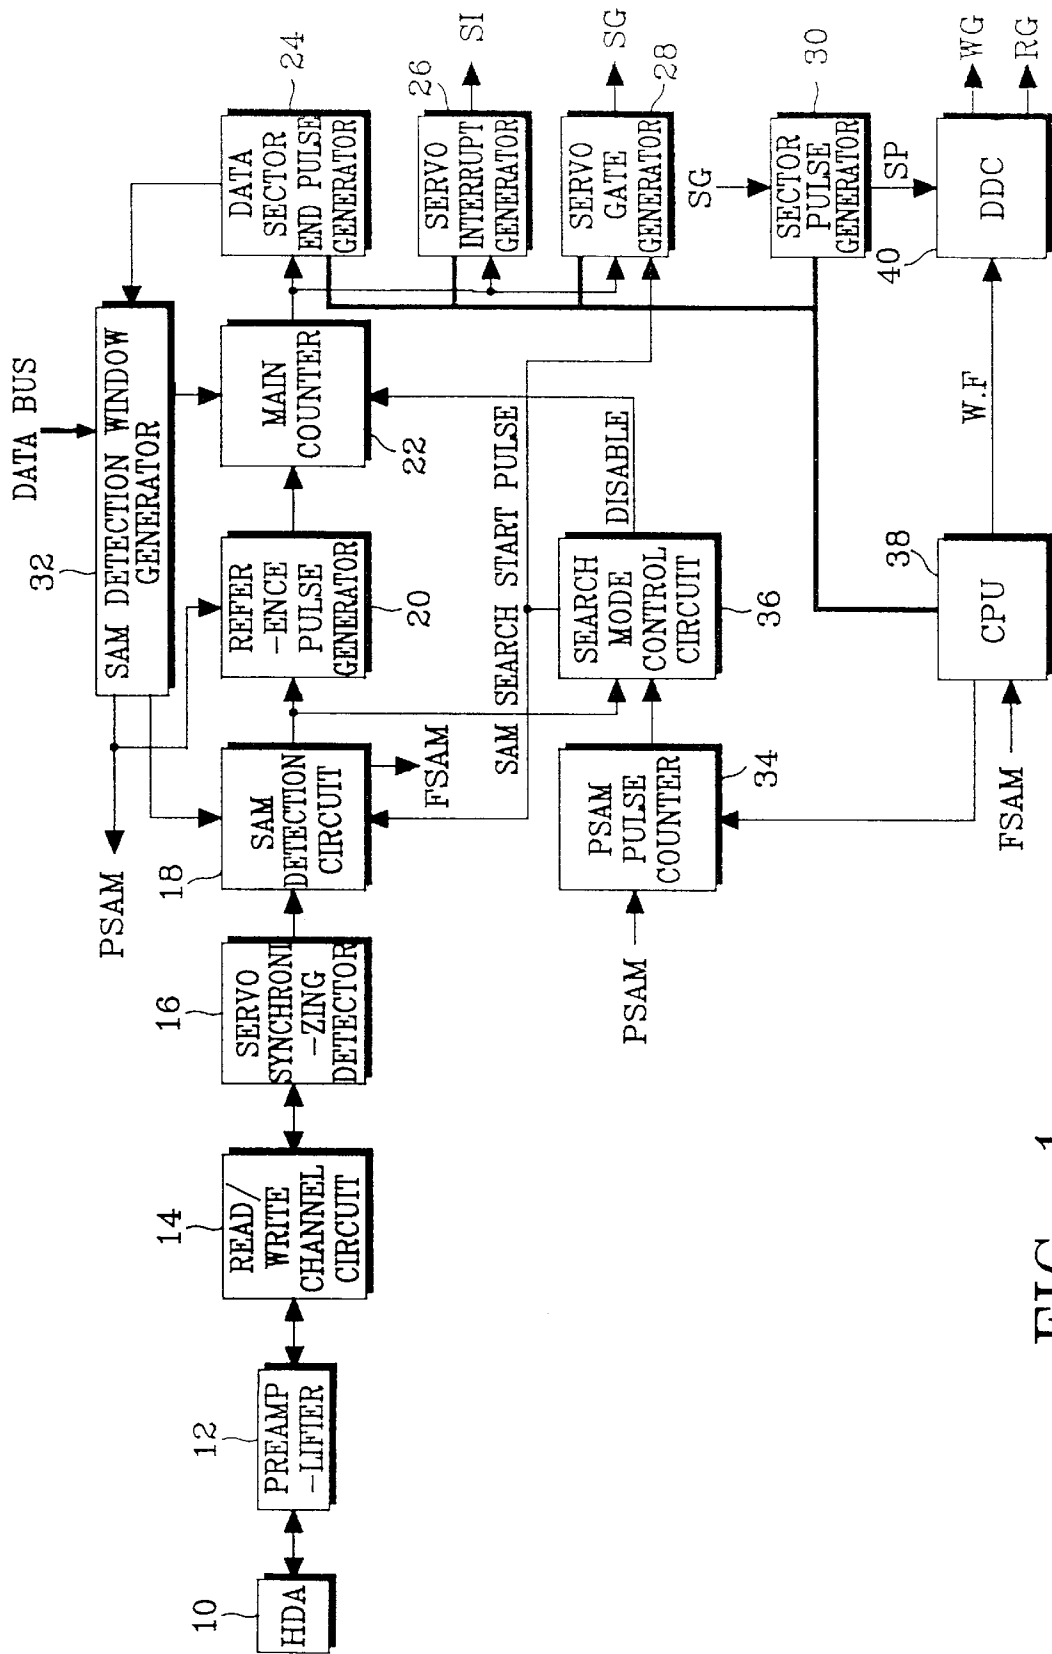 DATA BUS
32
SAM DETECTION WINDOW
GENERATOR
PSAM
10
HDA
12
PREAMP
-LIFIER
14
READ/
WRITE
CHANNEL
CIRCUIT
16
SERVO
SYNCHRONI
-ZING
DETECTOR
18
SAM
DETECTION
CIRCUIT
FSAM
REFER
-ENCE
PULSE
GENERATOR
20
MAIN
COUNTER
22
DATA
SECTOR
END PULSE
GENERATOR
24
SERVO
INTERRUPT
GENERATOR
26
SI
SERVO
GATE
GENERATOR
28
SG
SAM SEARCH START PULSE
DISABLE
PSAM
PSAM
PULSE
COUNTER
34
SEARCH
MODE
CONTROL
CIRCUIT
36
SG
SECTOR
PULSE
GENERATOR
30
SP
FSAM
CPU
38
W.F
40
DDC
WG
RG
FIG. 1